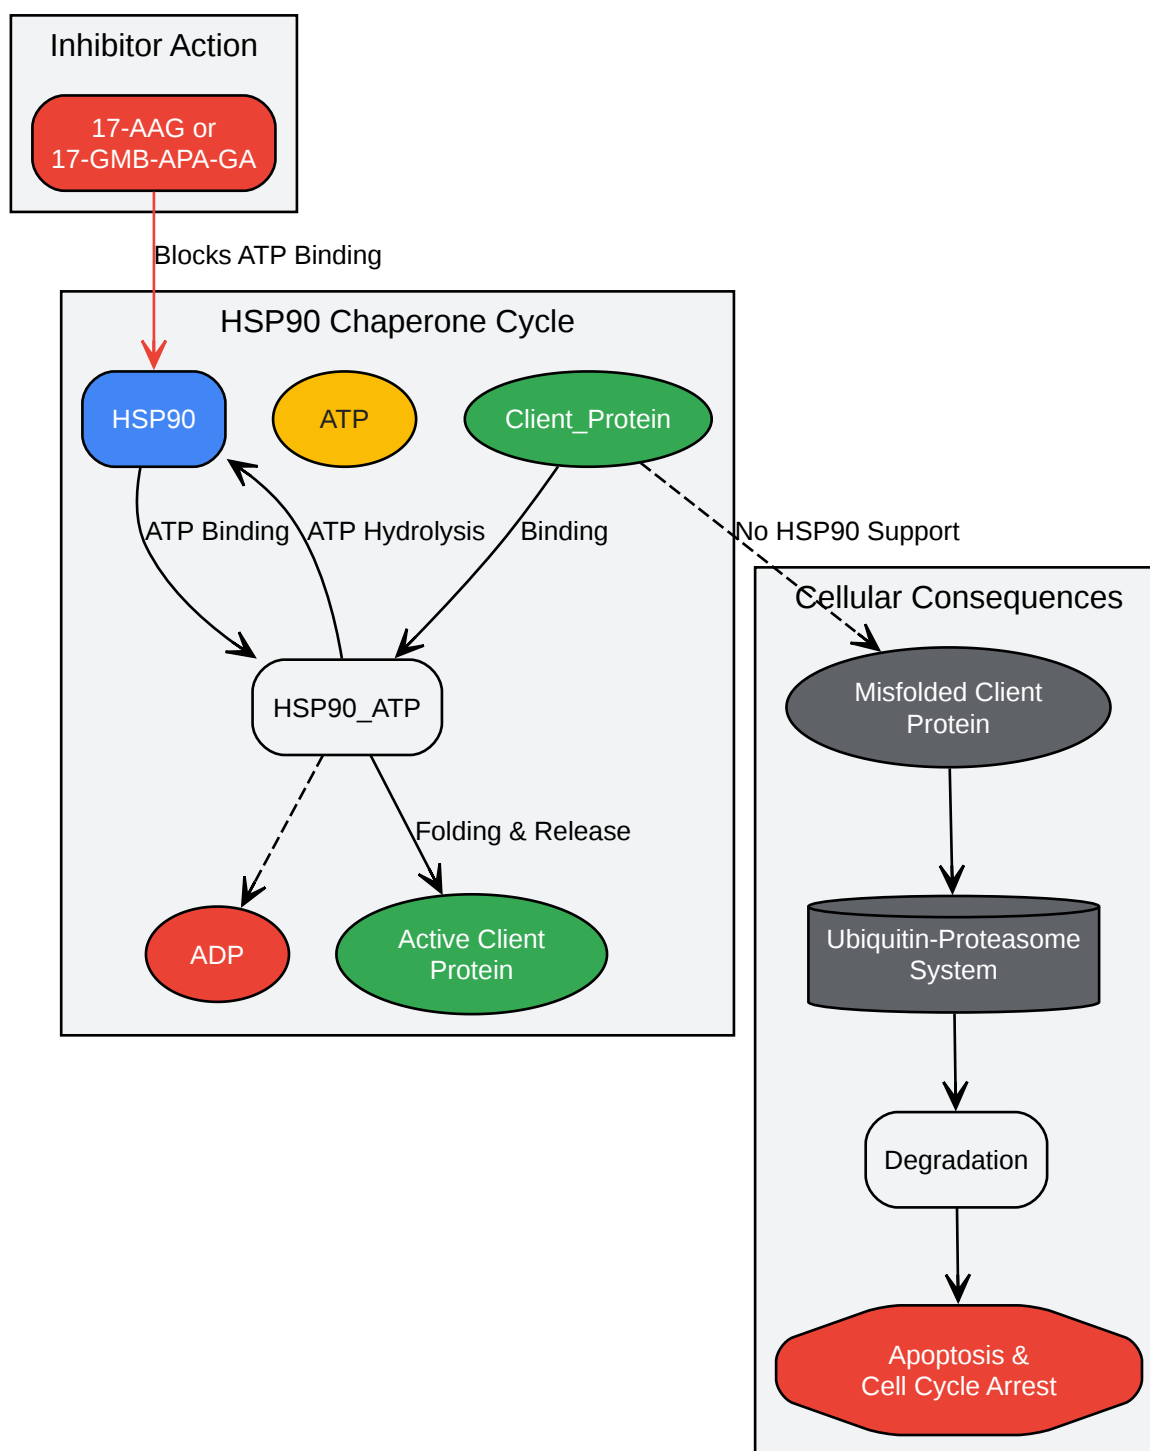 Inhibitor Action
17-AAG or
17-GMB-APA-GA
Blocks ATP Binding
HSP90 Chaperone Cycle
HSP90
ATP
Client_Protein
ATP Binding
ATP Hydrolysis
Binding
No HSP90 Support
Cellular Consequences
HSP90_ATP
Misfolded Client
Protein
Folding & Release
ADP
Active Client
Protein
Ubiquitin-Proteasome
System
Degradation
Apoptosis &
Cell Cycle Arrest